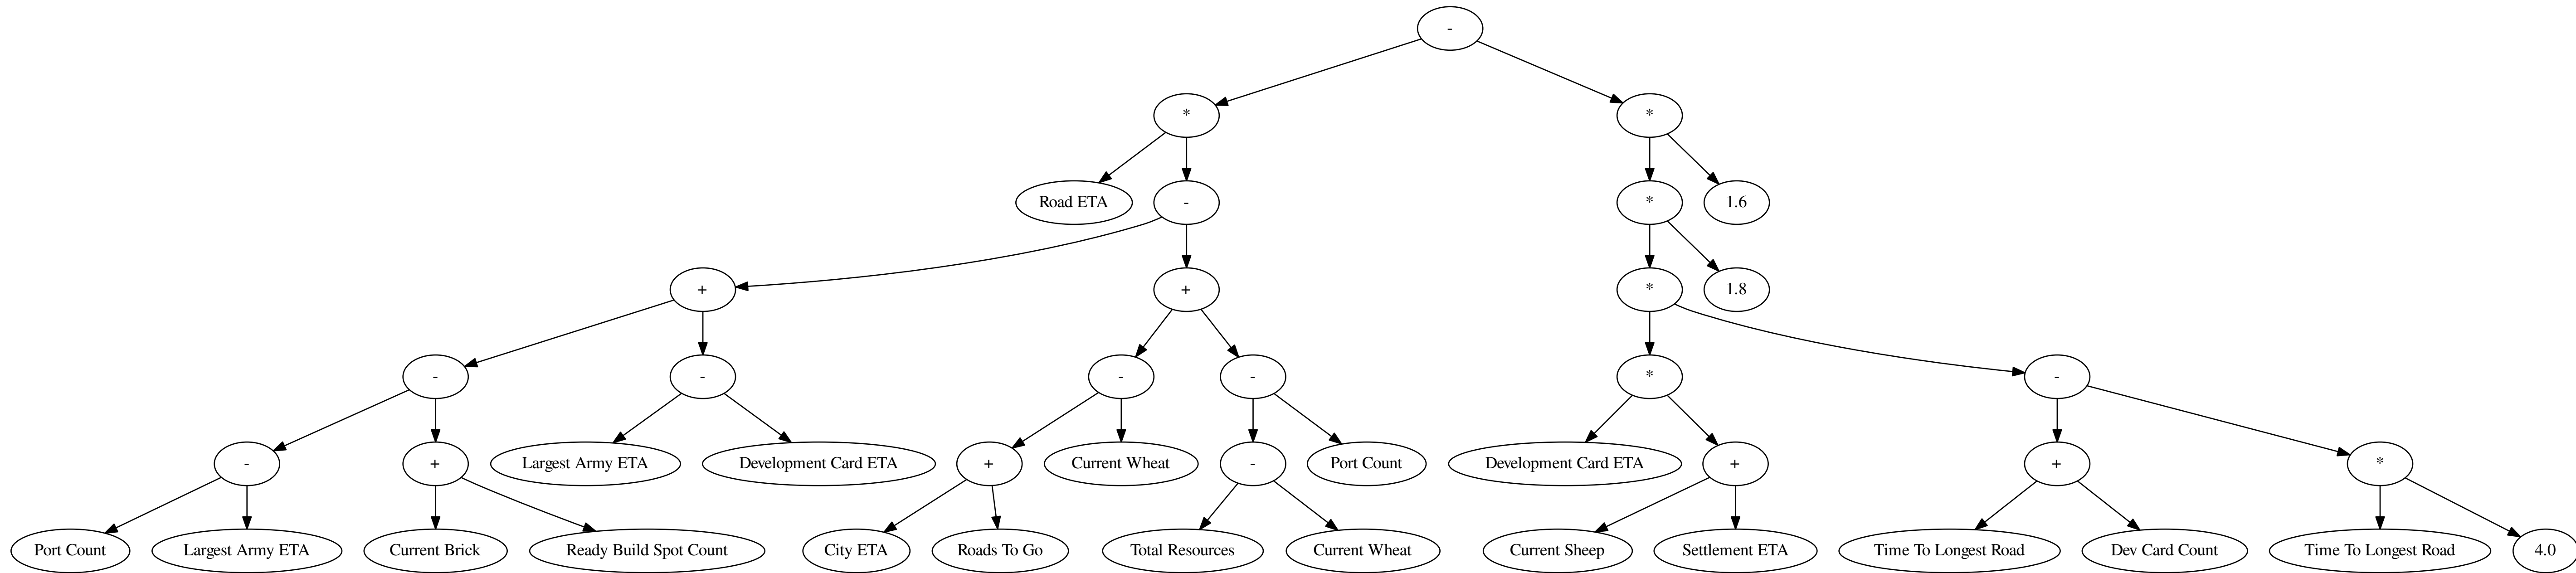 -
*
*
Road ETA
-
*
1.6
+
+
*
1.8
-
-
-
-
*
-
-
+
Largest Army ETA
Development Card ETA
+
Current Wheat
-
Port Count
Development Card ETA
+
+
*
Port Count
Largest Army ETA
Current Brick
Ready Build Spot Count
City ETA
Roads To Go
Total Resources
Current Wheat
Current Sheep
Settlement ETA
Time To Longest Road
Dev Card Count
Time To Longest Road
4.0